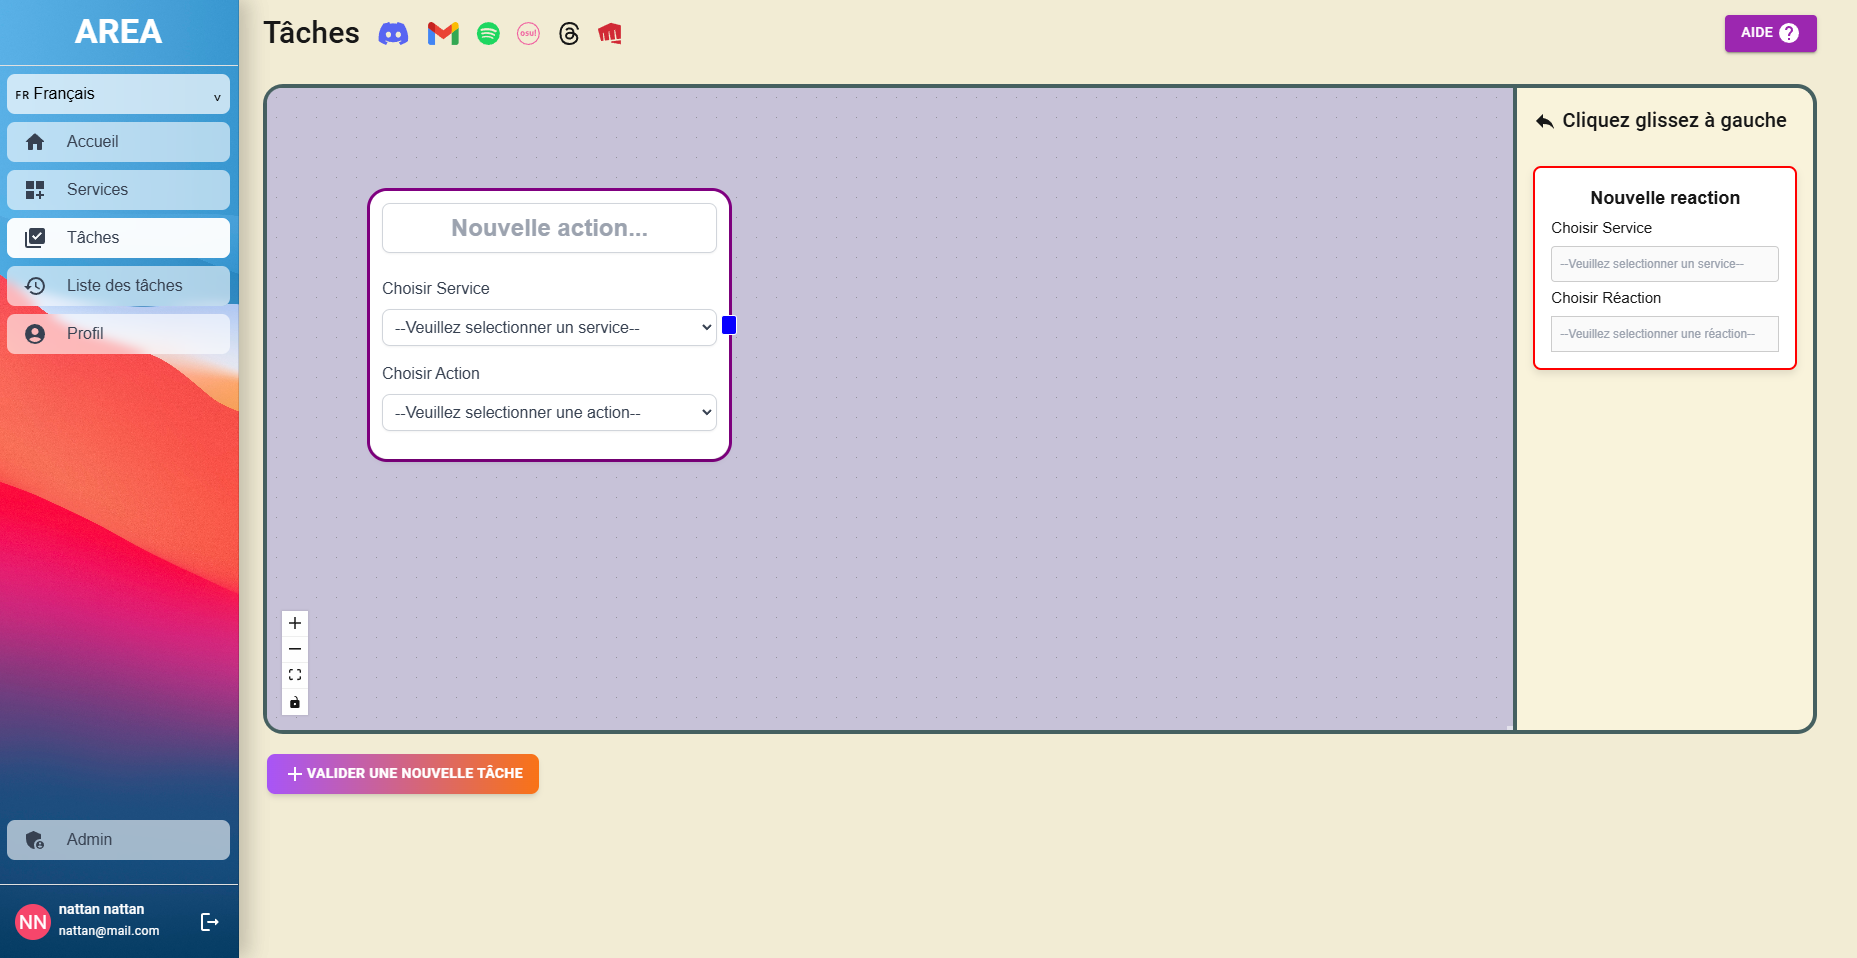 AREA
FR Français
Accueil
Services
Tâches
Liste des tâches
Profil
Admin
NN
nattan nattan
nattan@mail.com
Tâches
osu!
AIDE ?
Nouvelle action...
Choisir Service
--Veuillez selectionner un service--
Choisir Action
--Veuillez selectionner une action--
Cliquez glissez à gauche
Nouvelle reaction
Choisir Service
--Veuillez selectionner un service--
Choisir Réaction
--Veuillez selectionner une réaction--
VALIDER UNE NOUVELLE TÂCHE